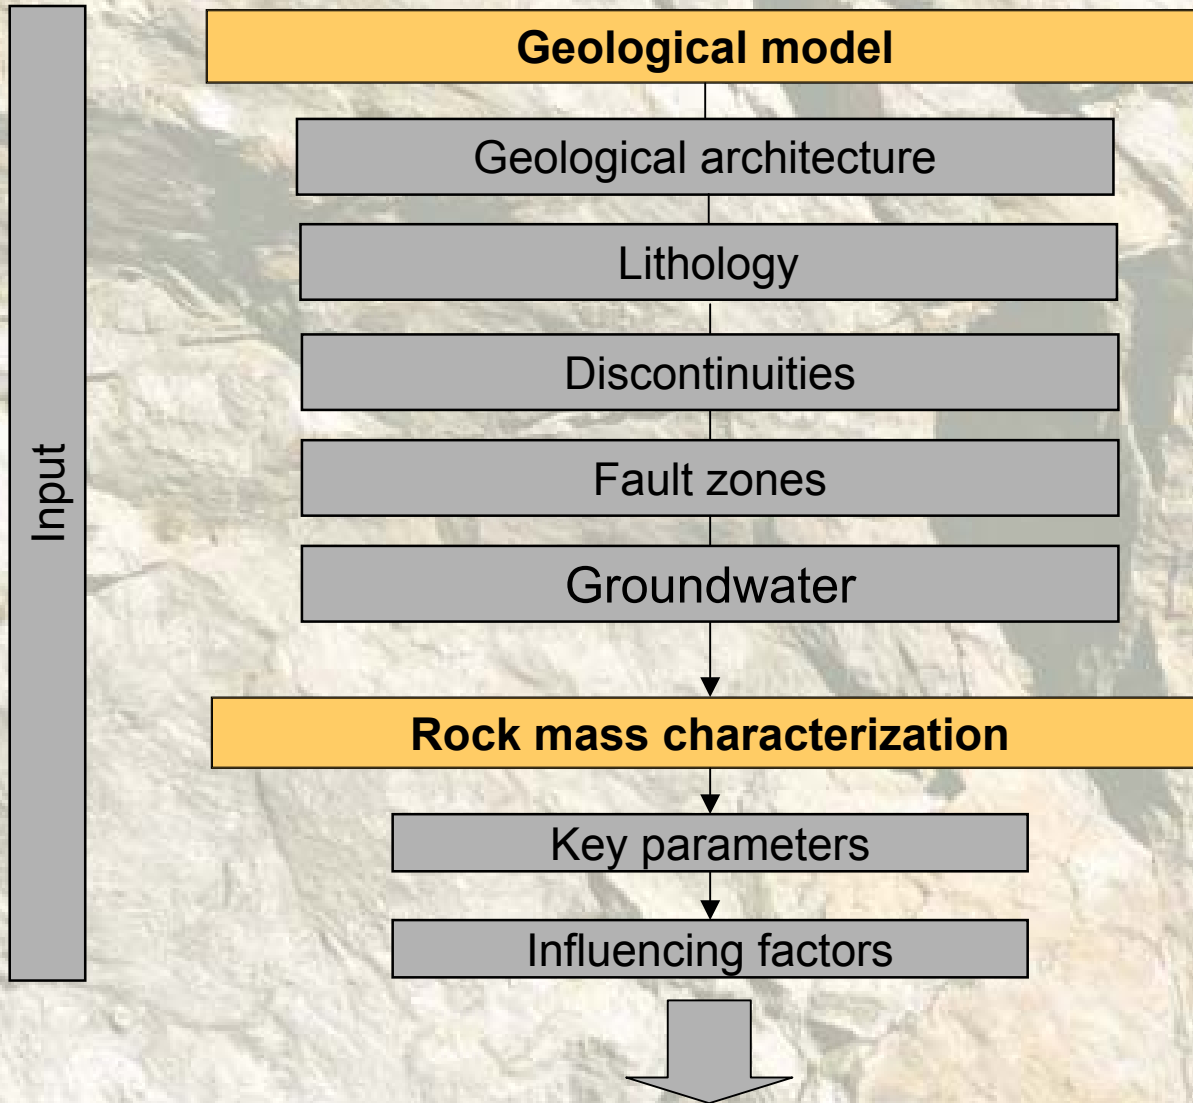 Input
Geological model
Geological architecture
Lithology
Discontinuities
Fault zones
Groundwater
Rock mass characterization
Key parameters
Influencing factors